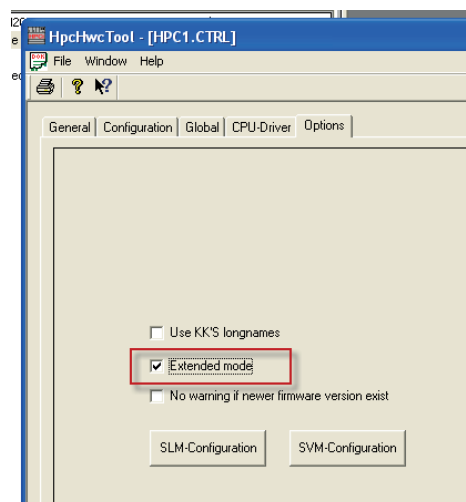 HpcHwcTool - [HPC1.CTRL]
File Window Help
General Configuration Global CPU-Driver Options
Use KK'S longnames
Extended mode
No warning if newer firmware version exist
SLM-Configuration SVM-Configuration